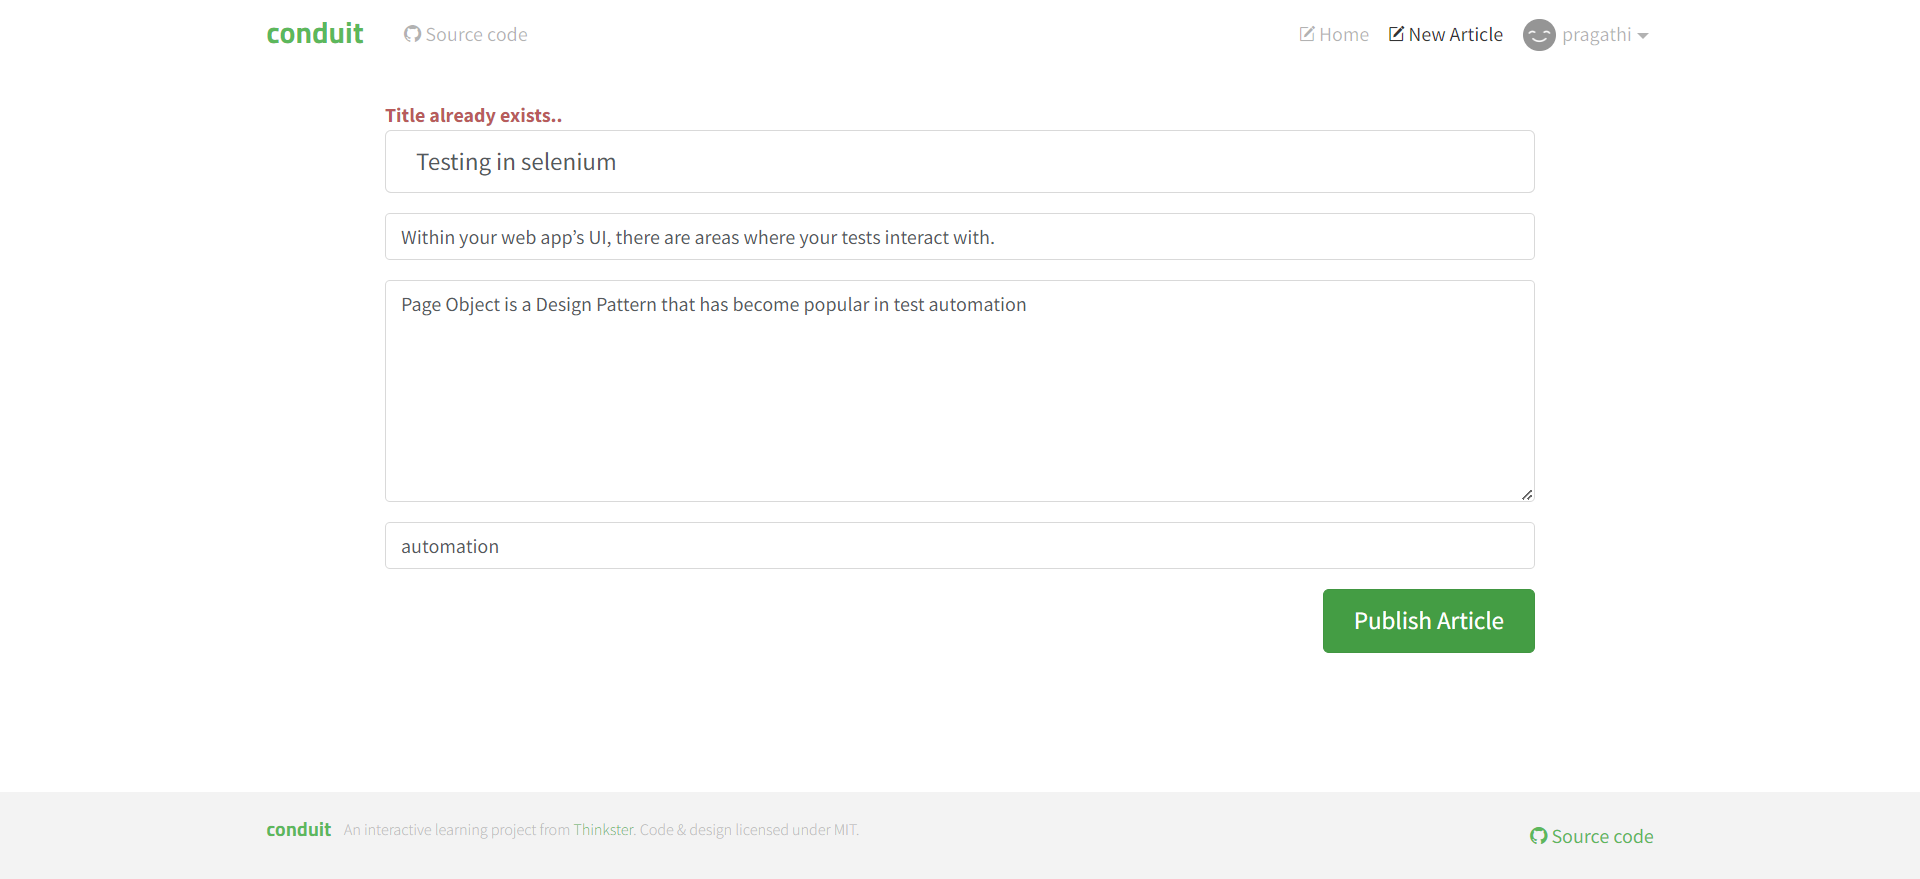 conduit Source code Home New Article pragathi
Title already exists..
Testing in selenium
Within your web app’s UI, there are areas where your tests interact with.
Page Object is a Design Pattern that has become popular in test automation
automation
Publish Article
conduit An interactive learning project from Thinkster. Code & design licensed under MIT.
Source code